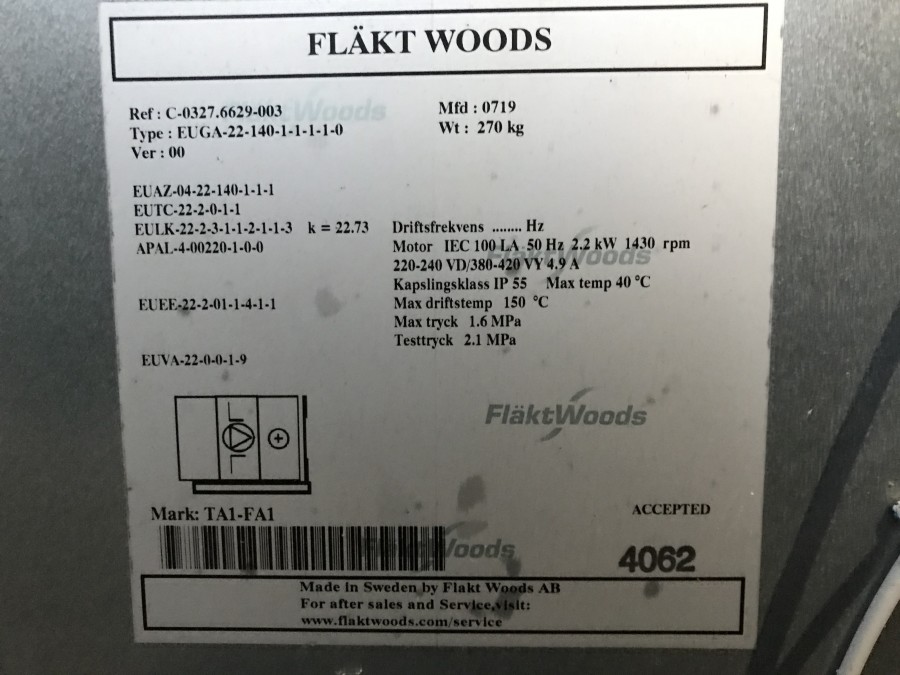 FLÄKT WOODS
Ref : C-0327.6629-003
Mfd : 0719
Type : EUGA-22-140-1-1-1-1-0
Wt : 270 kg
Ver : 00
EUAZ-04-22-140-1-1-1
EUTC-22-2-0-1-1
EULK-22-2-3-1-1-2-1-1-3 k = 22.73
APAL-4-00220-1-0-0
EUEE-22-2-01-1-4-1-1
EUVA-22-0-0-1-9
Driftsfrekvens ........ Hz
Motor IEC 100 LA 50 Hz 2.2 kW 1430 rpm
220-240 VD/380-420 VY 4.9 A
Kapslingsklass IP 55 Max temp 40 °C
Max driftstemp 150 °C
Max tryck 1.6 MPa
Testtryck 2.1 MPa
FläktWoods
Mark: TA1-FA1
ACCEPTED
4062
Made in Sweden by Flakt Woods AB
For after sales and Service,visit:
www.flaktwoods.com/service